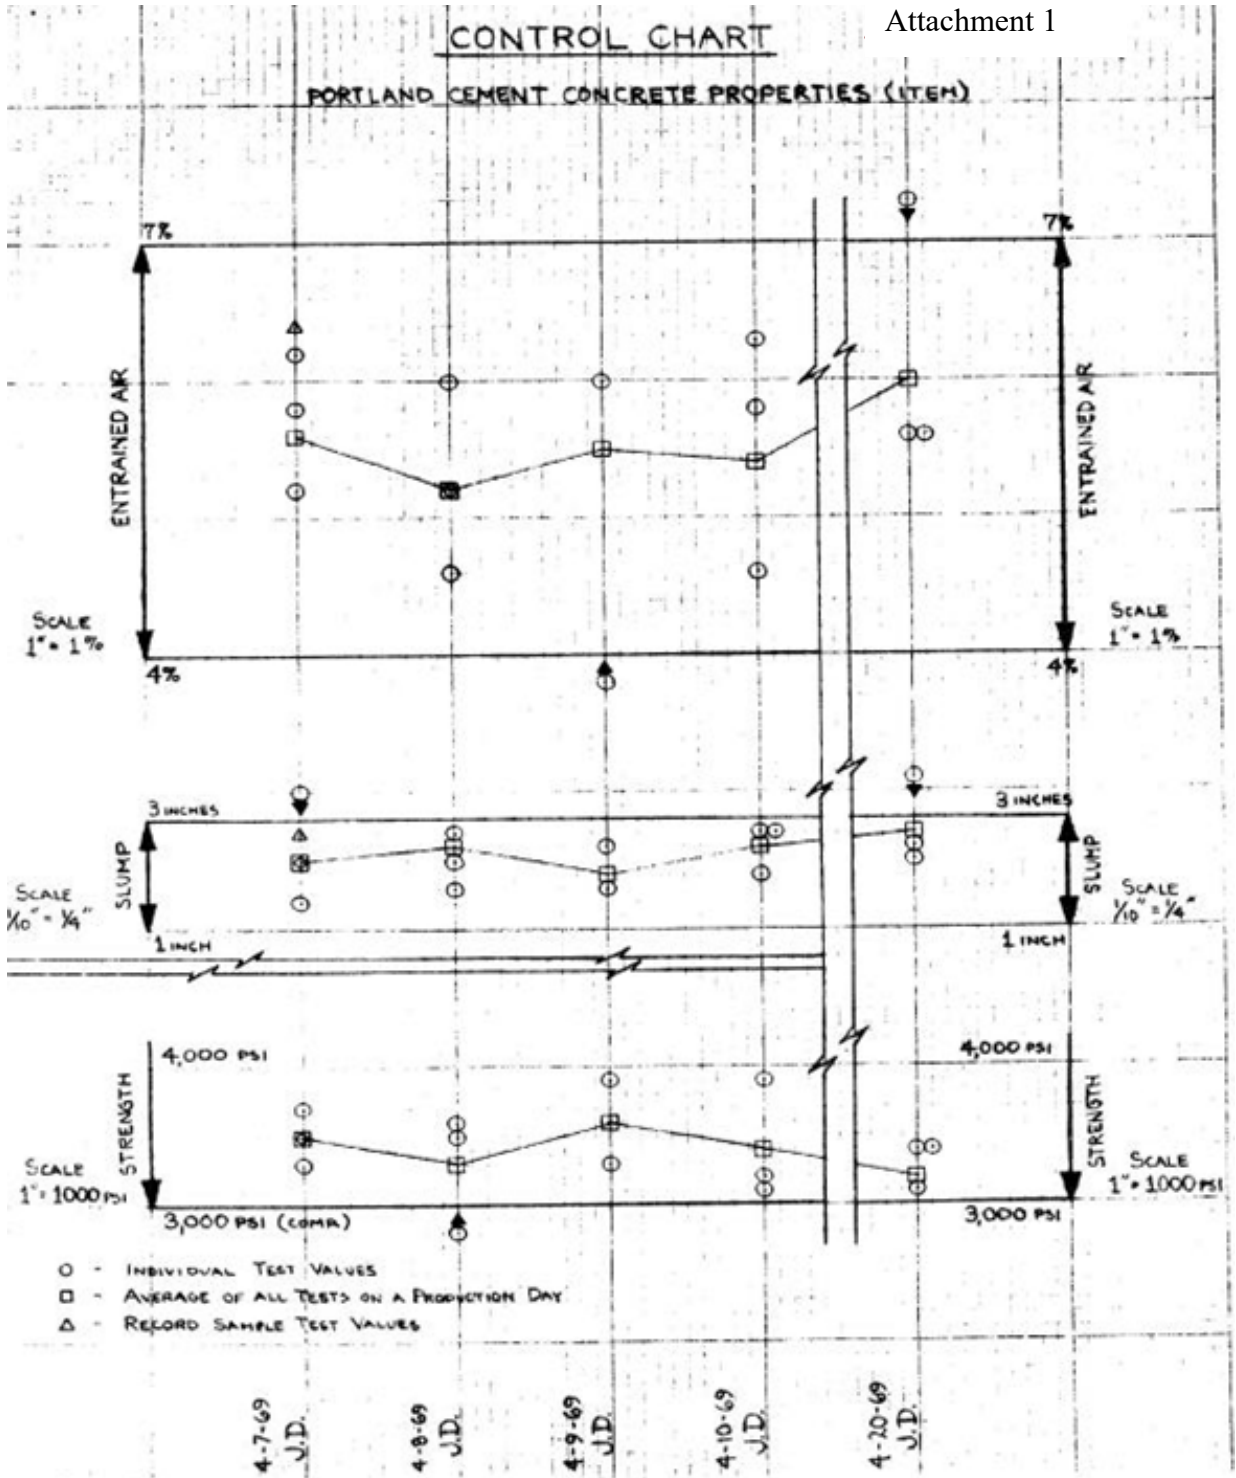 Attachment 1
CONTROL CHART
PORTLAND CEMENT CONCRETE PROPERTIES (ITEM)
7%
7%
ENTRAINED AIR
ENTRAINED AIR
SCALE
1" = 1%
SCALE
1" = 1%
4%
4%
3 INCHES
3 INCHES
SLUMP
SLUMP
SCALE
1/10" = 1/4"
SCALE
1/10" = 1/4"
1 INCH
1 INCH
4,000 PSI
4,000 PSI
STRENGTH
STRENGTH
SCALE
1" = 1000 PSI
SCALE
1" = 1000 PSI
3,000 PSI (COMP.)
3,000 PSI
O - INDIVIDUAL TEST VALUES
□ - AVERAGE OF ALL TESTS ON A PRODUCTION DAY
△ - RECORD SAMPLE TEST VALUES
4-7-69
J.D.
4-8-69
J.D.
4-9-69
J.D.
4-10-69
J.D.
4-20-69
J.D.